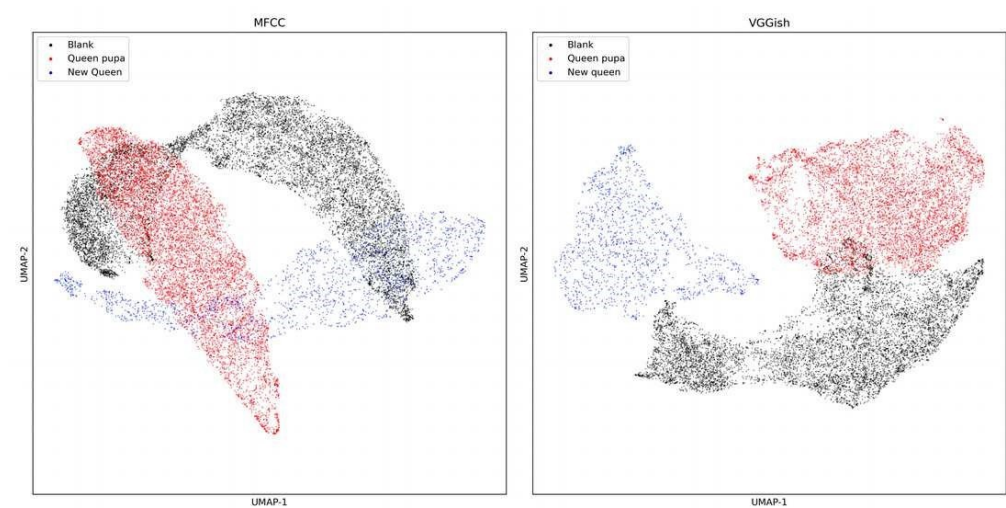 MFCC
Blank
Queen pupa
New Queen
UMAP-2
UMAP-1
VGGish
Blank
Queen pupa
New queen
UMAP-2
UMAP-1